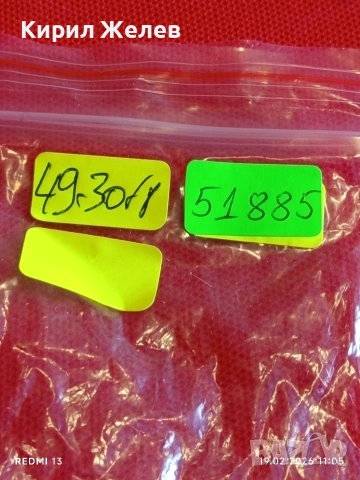 Кирил Желев
49.30лв
51885
REDMI 13
19.02.2026 11:05